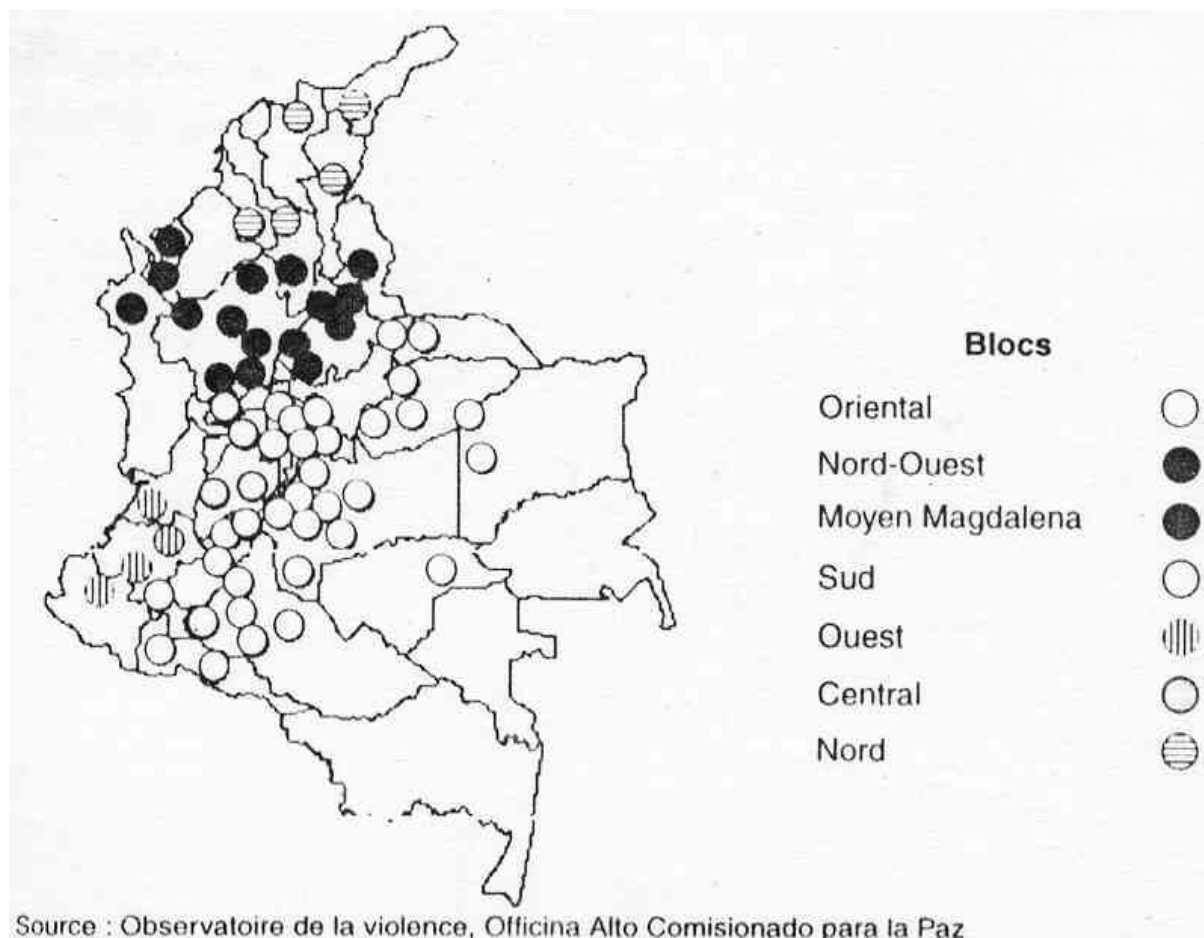 Blocs
Oriental
Nord-Ouest
Moyen Magdalena
Sud
Ouest
Central
Nord
Source : Observatoire de la violence, Officina Alto Comisionado para la Paz